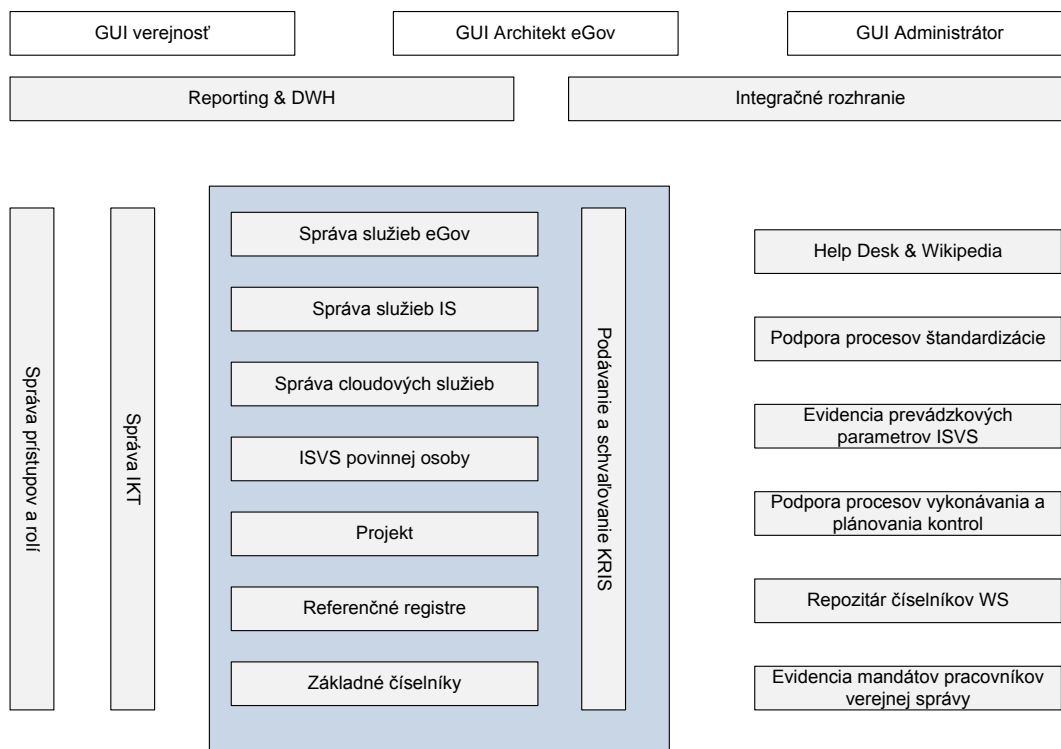 GUI verejnosť
GUI Architekt eGov
GUI Administrátor
Reporting & DWH
Integračné rozhranie
Správa prístupov a rolí
Správa IKT
Správa služieb eGov
Správa služieb IS
Správa cloudových služieb
ISVS povinnej osoby
Projekt
Referenčné registre
Základné číselníky
Podávanie a schvaľovanie KRIS
Help Desk & Wikipedia
Podpora procesov štandardizácie
Evidencia prevádzkových
parametrov ISVS
Podpora procesov vykonávania a
plánovania kontrol
Repozitár číselníkov WS
Evidencia mandátov pracovníkov
verejnej správy